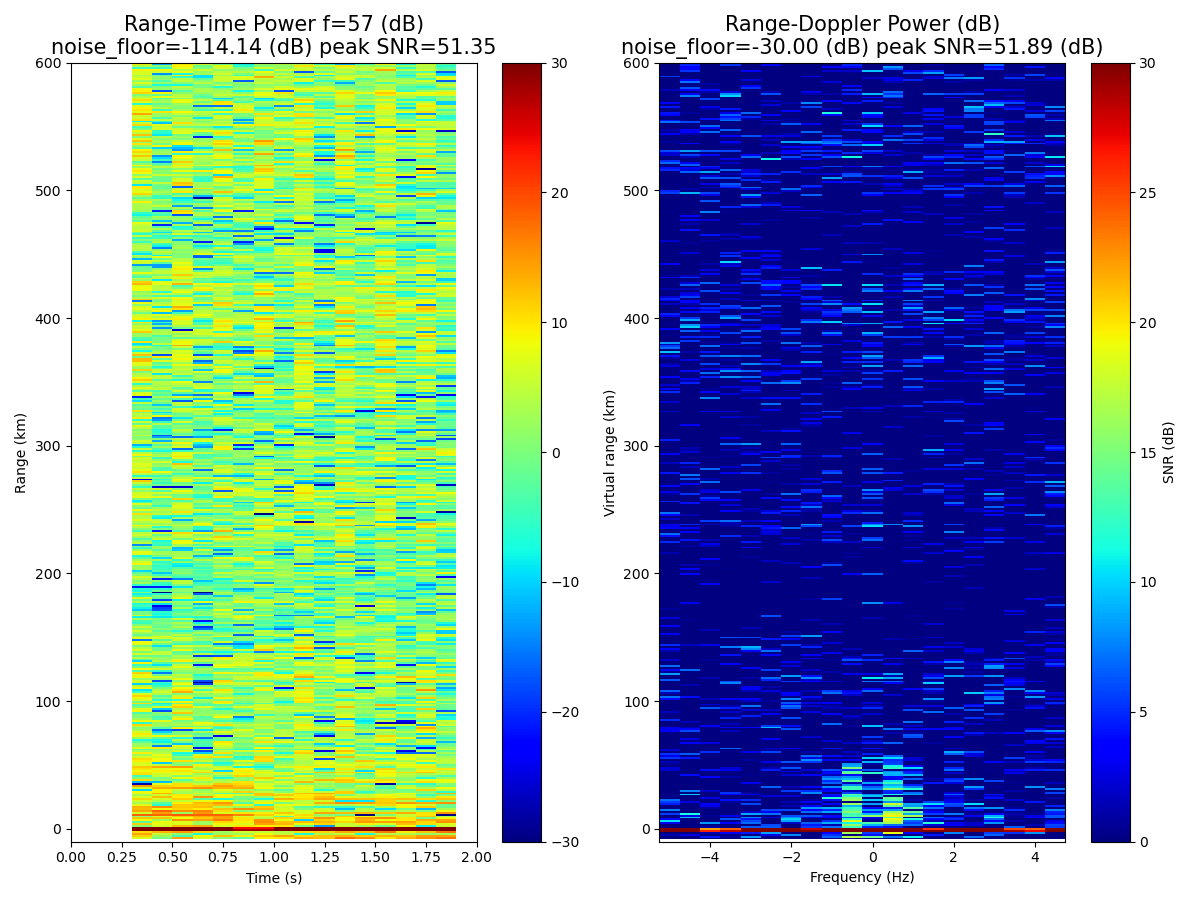 Range-Time Power f=57 (dB)
noise_floor=-114.14 (dB) peak SNR=51.35
Range (km)
600
500
400
300
200
100
0
0.00 0.25 0.50 0.75 1.00 1.25 1.50 1.75 2.00
Time (s)
30
20
10
0
−10
−20
−30
Range-Doppler Power (dB)
noise_floor=-30.00 (dB) peak SNR=51.89 (dB)
Virtual range (km)
600
500
400
300
200
100
0
−4 −2 0 2 4
Frequency (Hz)
30
25
20
15
10
5
0
SNR (dB)